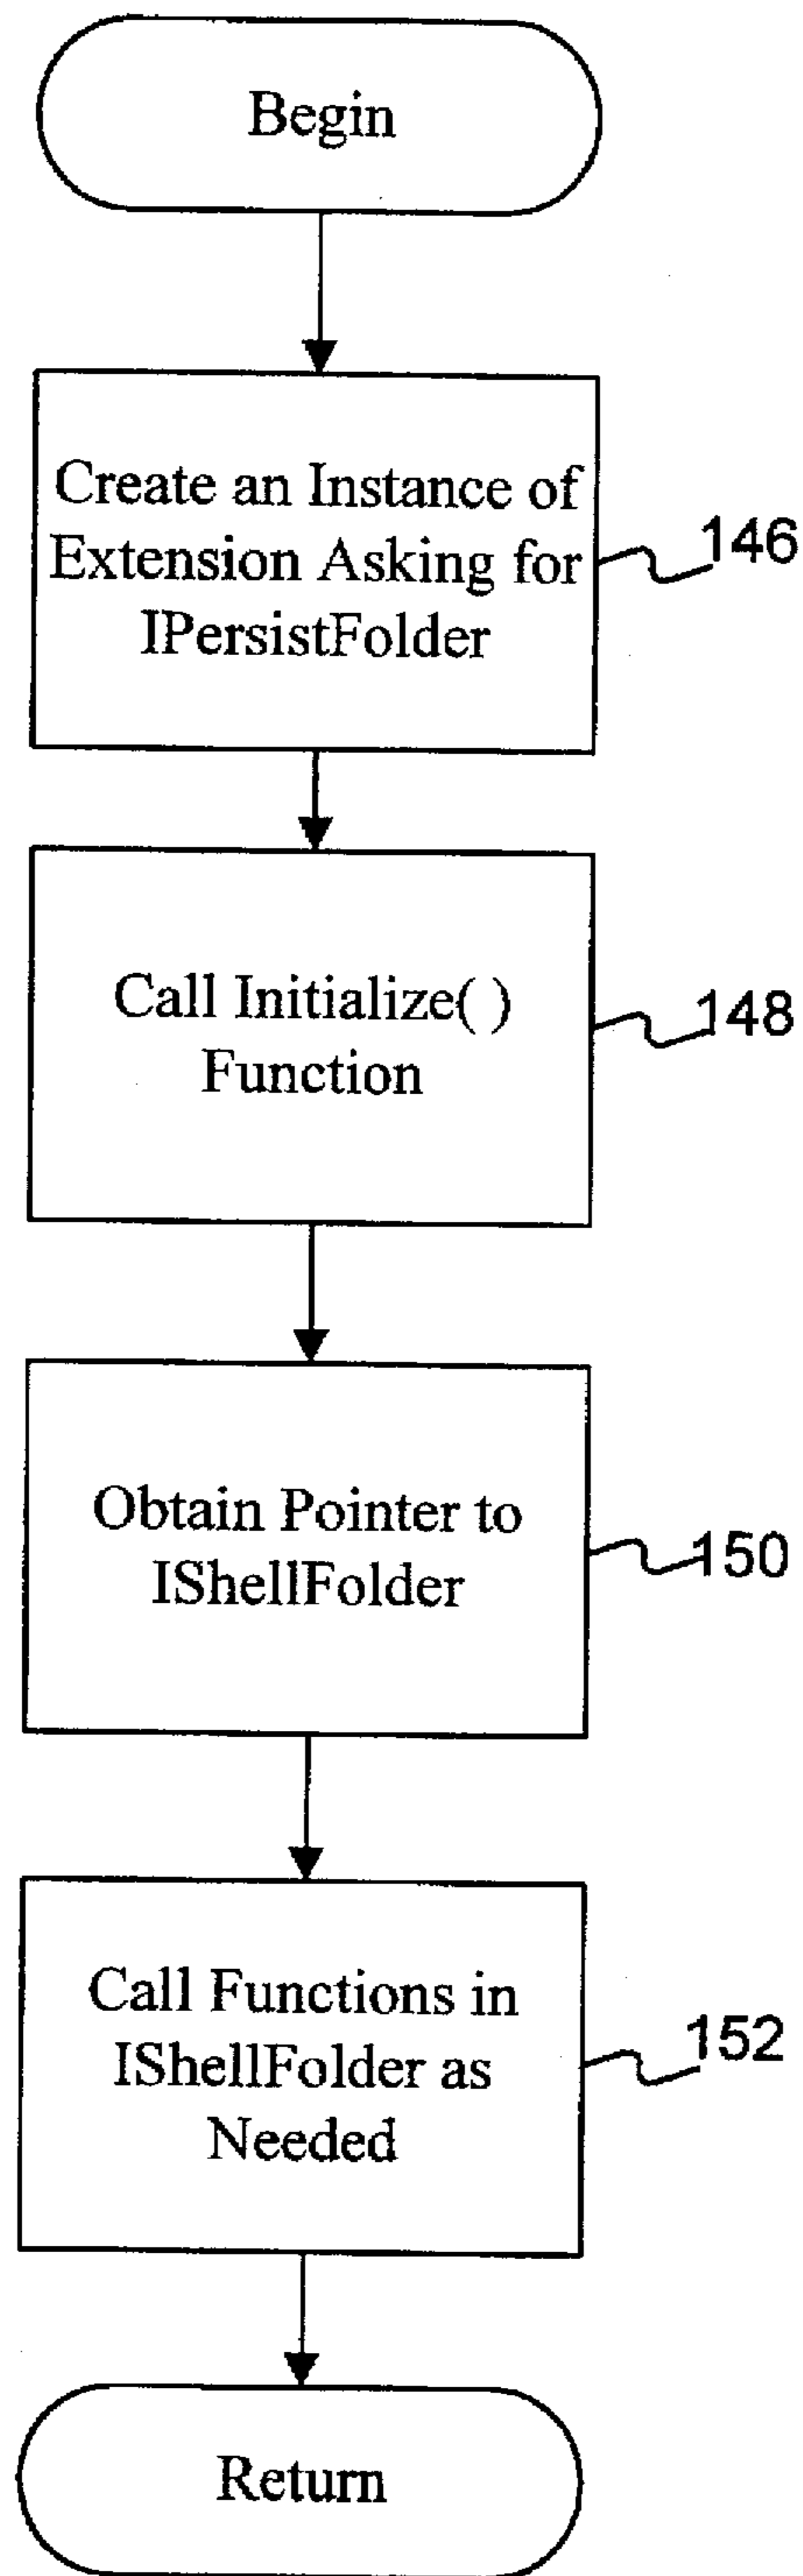 Begin
Create an Instance of
Extension Asking for
IPersistFolder
146
Call Initialize( )
Function
148
Obtain Pointer to
IShellFolder
150
Call Functions in
IShellFolder as
Needed
152
Return